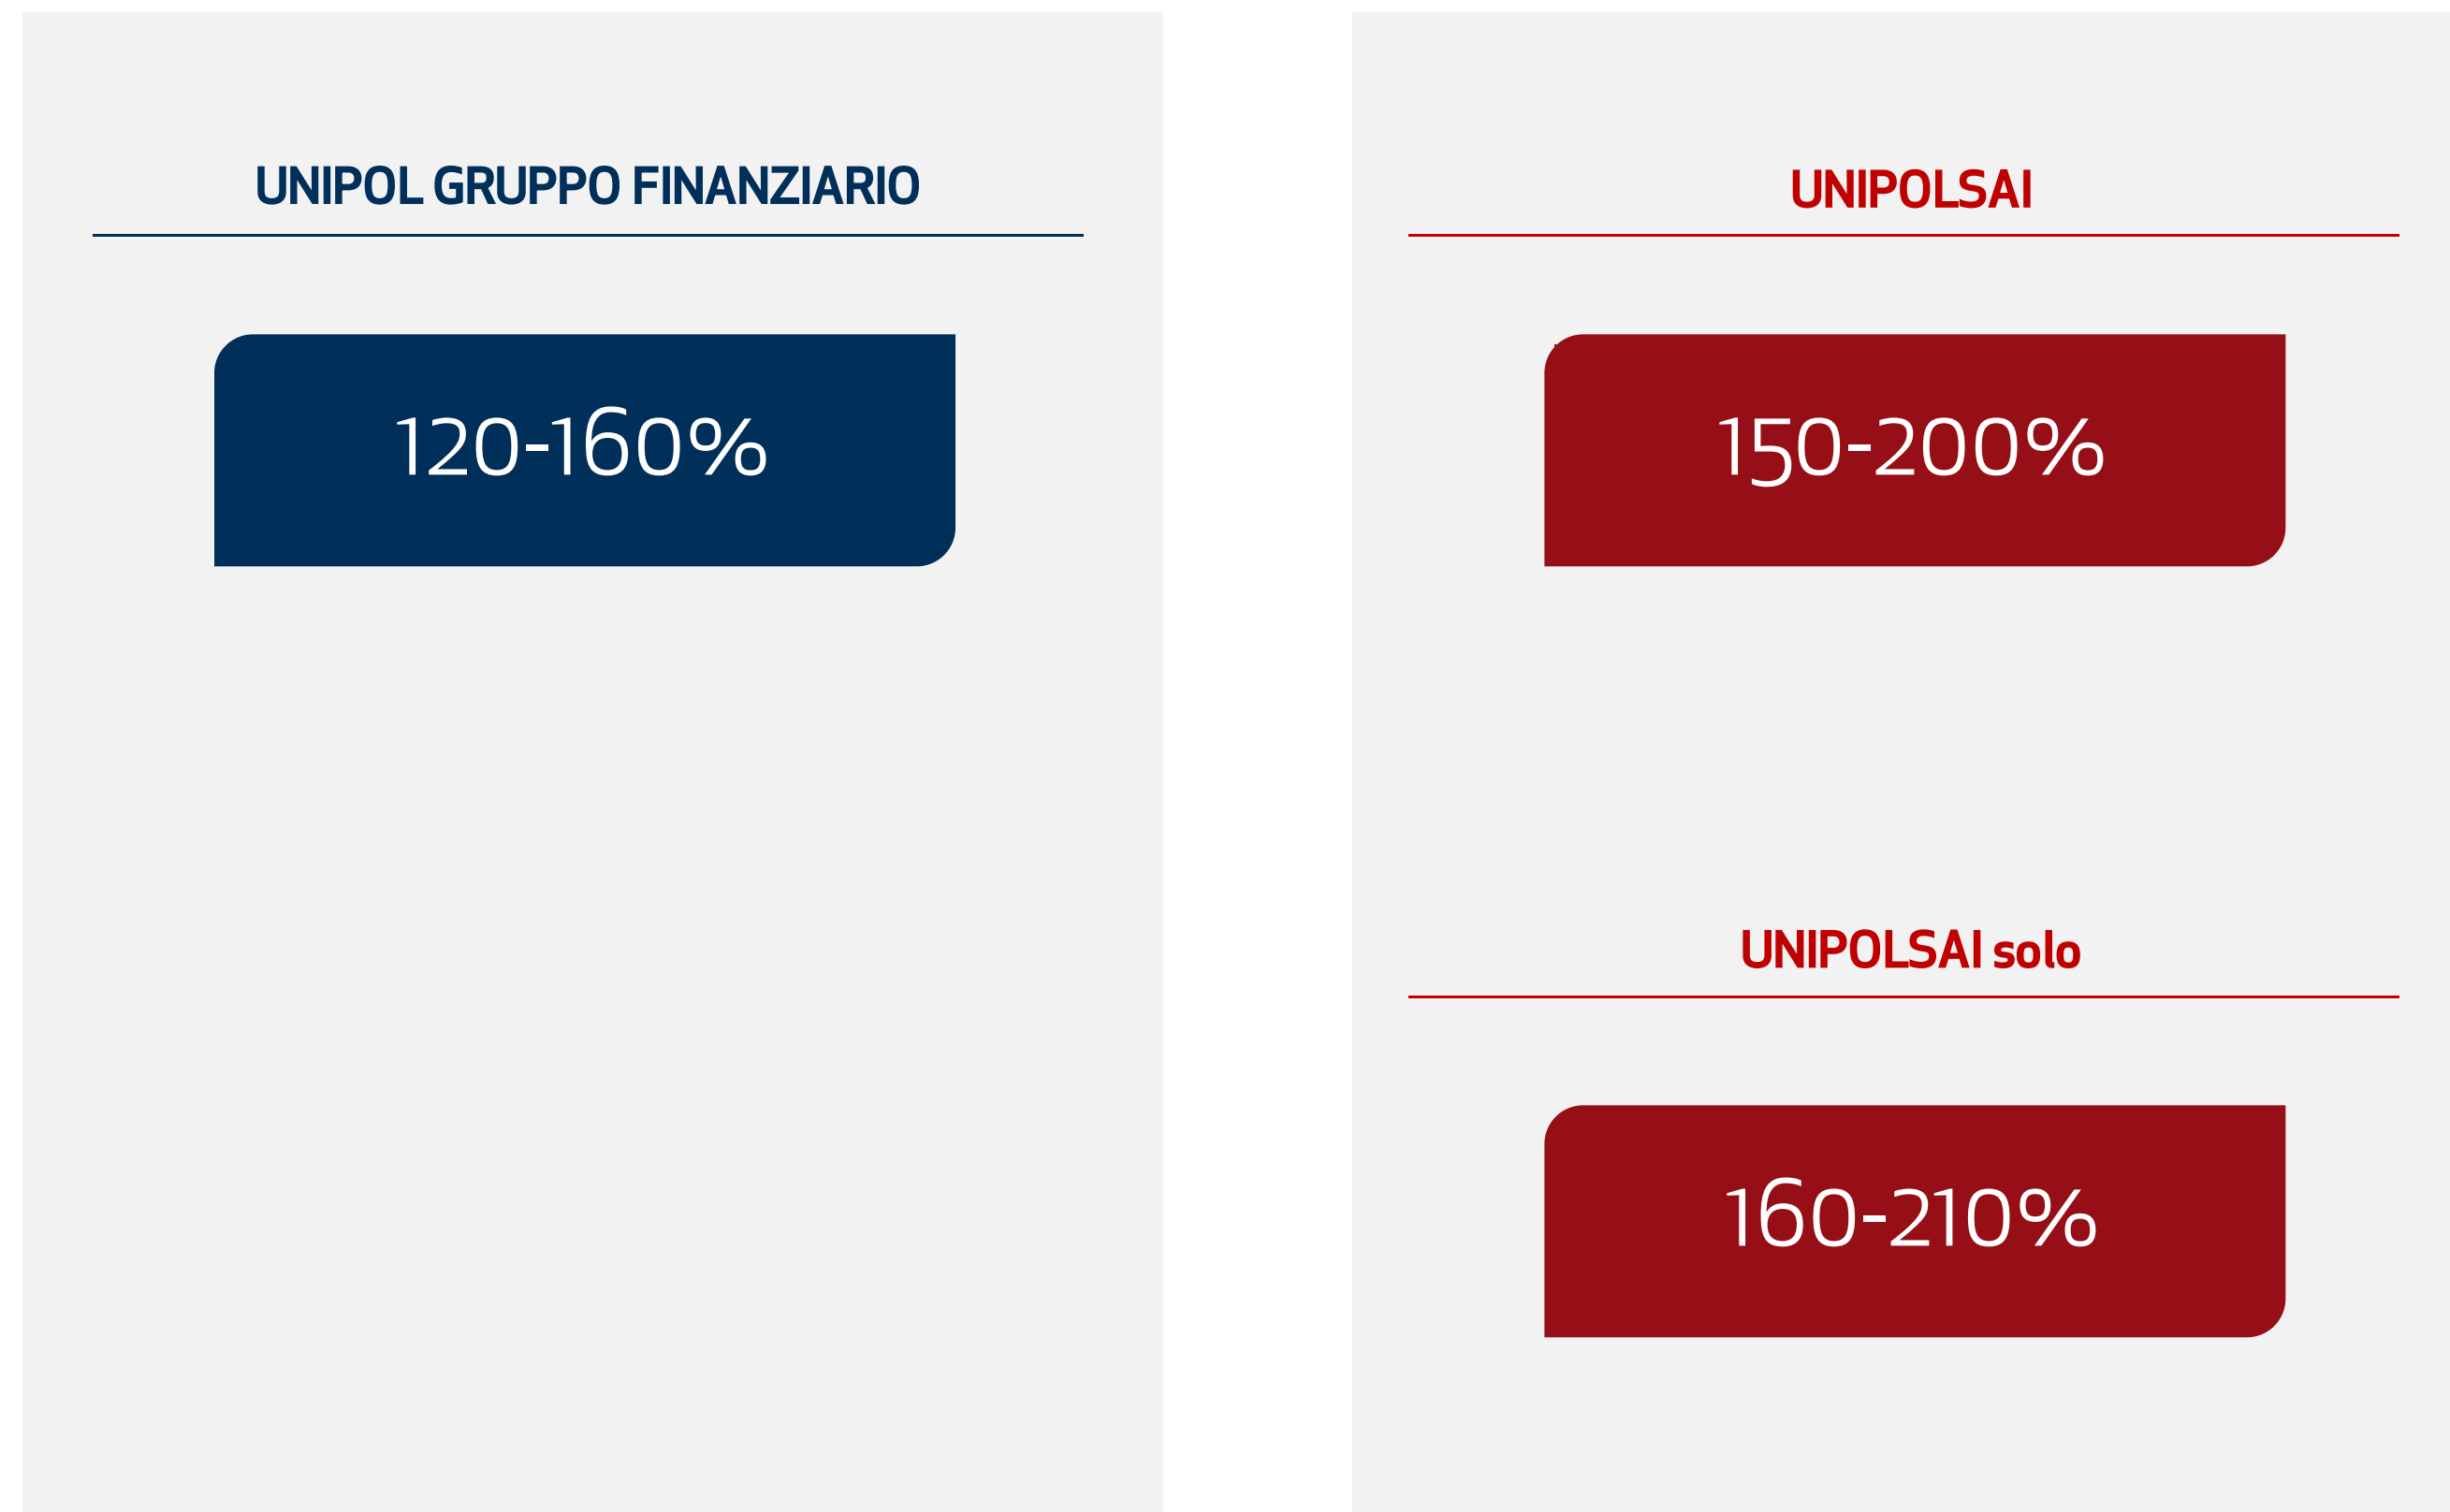 UNIPOL GRUPPO FINANZIARIO
120-160%
UNIPOLSAI
150-200%
UNIPOLSAI solo
160-210%